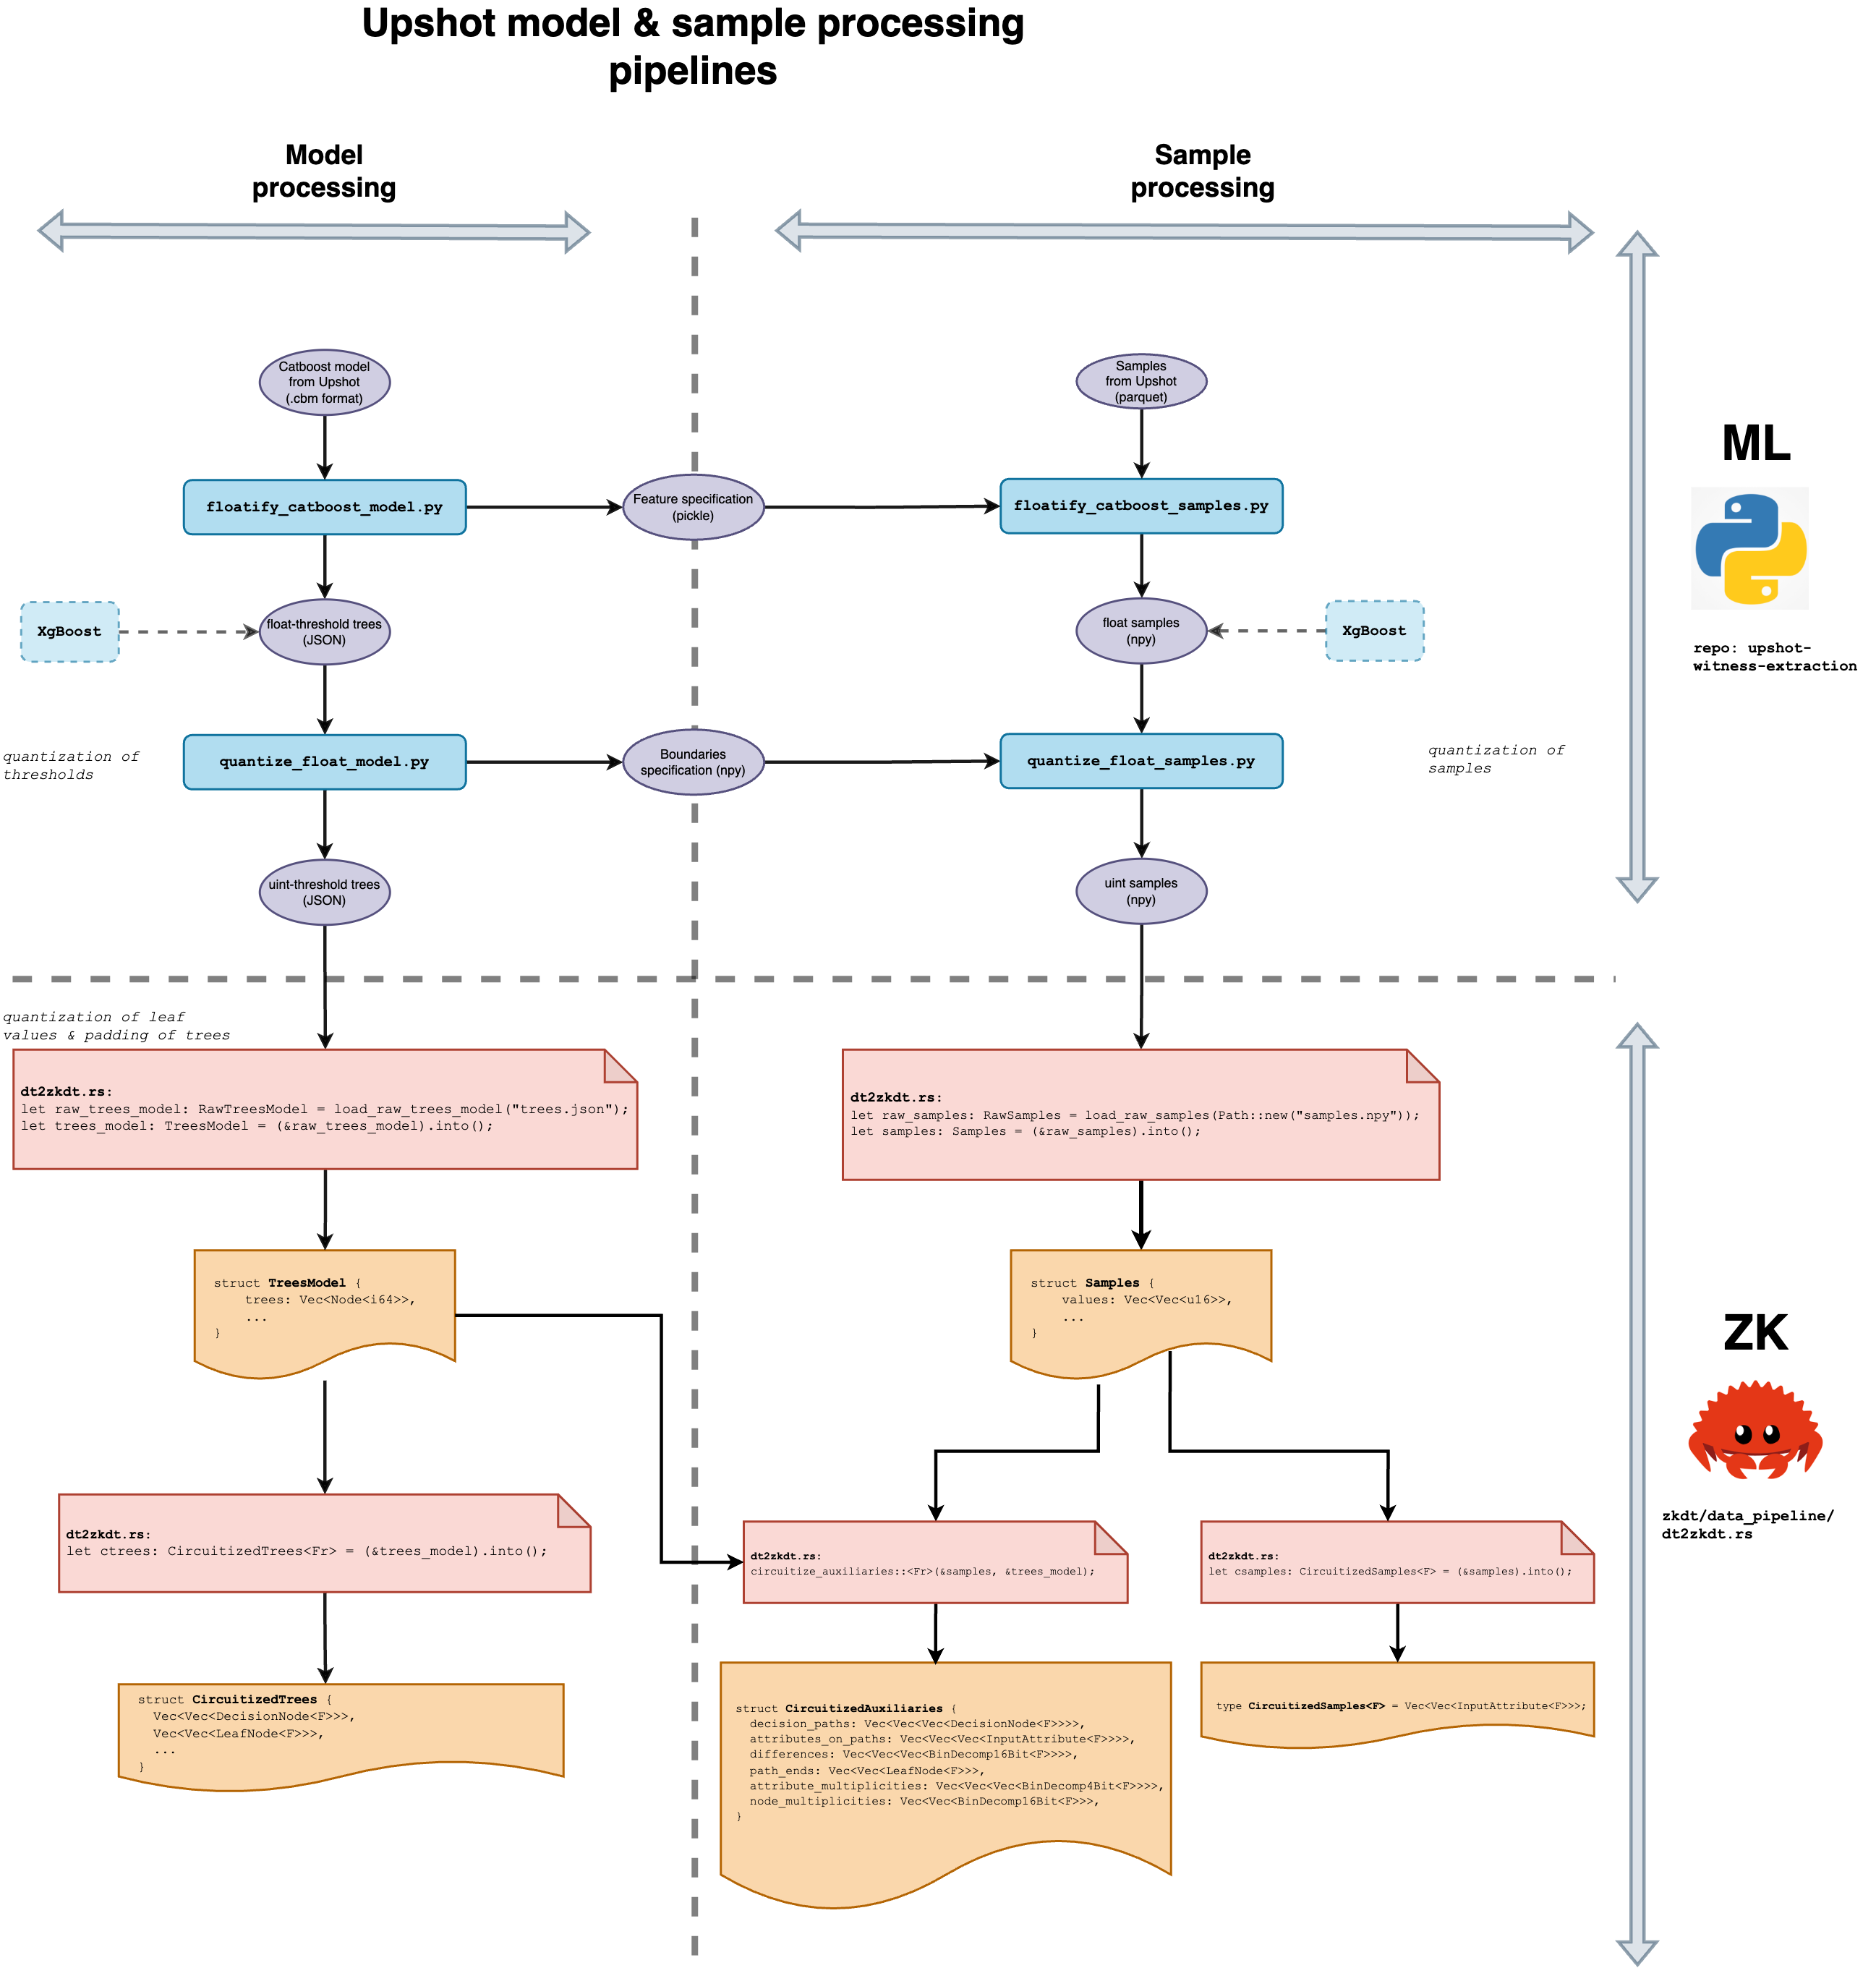 Upshot model & sample processing
pipelines
Model
processing
Sample
processing
Catboost model
from Upshot
(.cbm format)
Samples
from Upshot
(parquet)
ML
floatify_catboost_model.py
Feature specification
(pickle)
floatify_catboost_samples.py
XgBoost
float-threshold trees
(JSON)
float samples
(npy)
XgBoost
repo: upshot-
witness-extraction
quantization of
thresholds
quantize_float_model.py
Boundaries
specification (npy)
quantize_float_samples.py
quantization of
samples
uint-threshold trees
(JSON)
uint samples
(npy)
quantization of leaf
values & padding of trees
dt2zkdt.rs:
let raw_trees_model: RawTreesModel = load_raw_trees_model("trees.json");
let trees_model: TreesModel = (&raw_trees_model).into();
dt2zkdt.rs:
let raw_samples: RawSamples = load_raw_samples(Path::new("samples.npy"));
let samples: Samples = (&raw_samples).into();
struct TreesModel {
trees: Vec<Node<i64>>,
...
}
struct Samples {
values: Vec<Vec<u16>>,
...
}
ZK
zkdt/data_pipeline/
dt2zkdt.rs
dt2zkdt.rs:
let ctrees: CircuitizedTrees<Fr> = (&trees_model).into();
dt2zkdt.rs:
circuitize_auxiliaries::<Fr>(&samples, &trees_model);
dt2zkdt.rs:
let csamples: CircuitizedSamples<F> = (&samples).into();
struct CircuitizedTrees {
Vec<Vec<DecisionNode<F>>>,
Vec<Vec<LeafNode<F>>>,
...
}
struct CircuitizedAuxiliaries {
decision_paths: Vec<Vec<Vec<DecisionNode<F>>>>,
attributes_on_paths: Vec<Vec<Vec<InputAttribute<F>>>>,
differences: Vec<Vec<Vec<BinDecomp16Bit<F>>>>,
path_ends: Vec<Vec<LeafNode<F>>>,
attribute_multiplicities: Vec<Vec<Vec<BinDecomp4Bit<F>>>>,
node_multiplicities: Vec<Vec<BinDecomp16Bit<F>>>,
}
type CircuitizedSamples<F> = Vec<Vec<InputAttribute<F>>>;